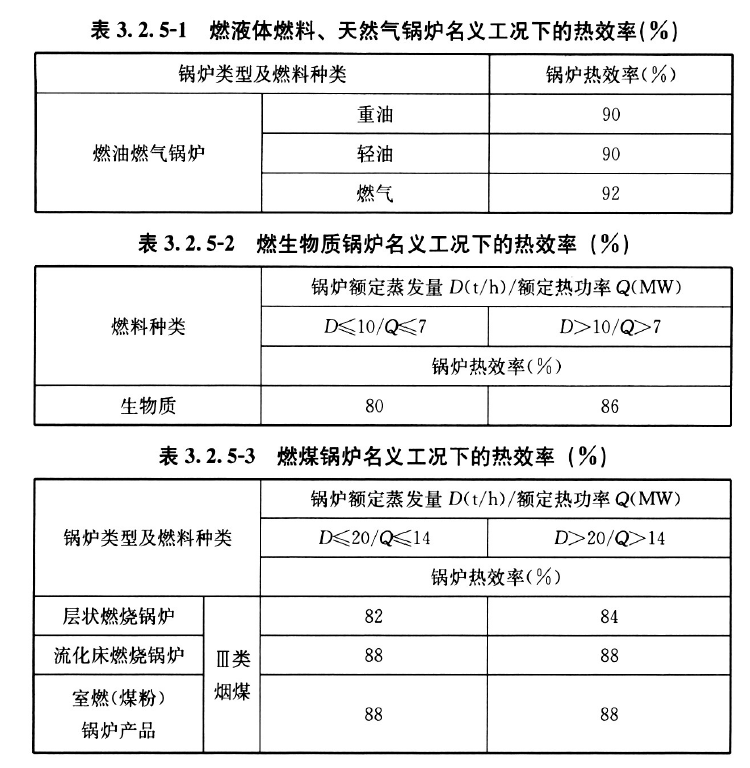 表 3.2.5-1 燃液体燃料、天然气锅炉名义工况下的热效率(%)
锅炉类型及燃料种类 锅炉热效率(%)
燃油燃气锅炉 重油 90
轻油 90
燃气 92
表 3.2.5-2 燃生物质锅炉名义工况下的热效率 (%)
燃料种类 锅炉额定蒸发量 D(t/h)/额定热功率 Q(MW)
D≤10/Q≤7 D>10/Q>7
锅炉热效率(%)
生物质 80 86
表 3.2.5-3 燃煤锅炉名义工况下的热效率 (%)
锅炉类型及燃料种类 锅炉额定蒸发量 D(t/h)/额定热功率 Q(MW)
D≤20/Q≤14 D>20/Q>14
锅炉热效率(%)
层状燃烧锅炉 Ⅲ类 82 84
流化床燃烧锅炉 烟煤 88 88
室燃(煤粉)
锅炉产品 88 88